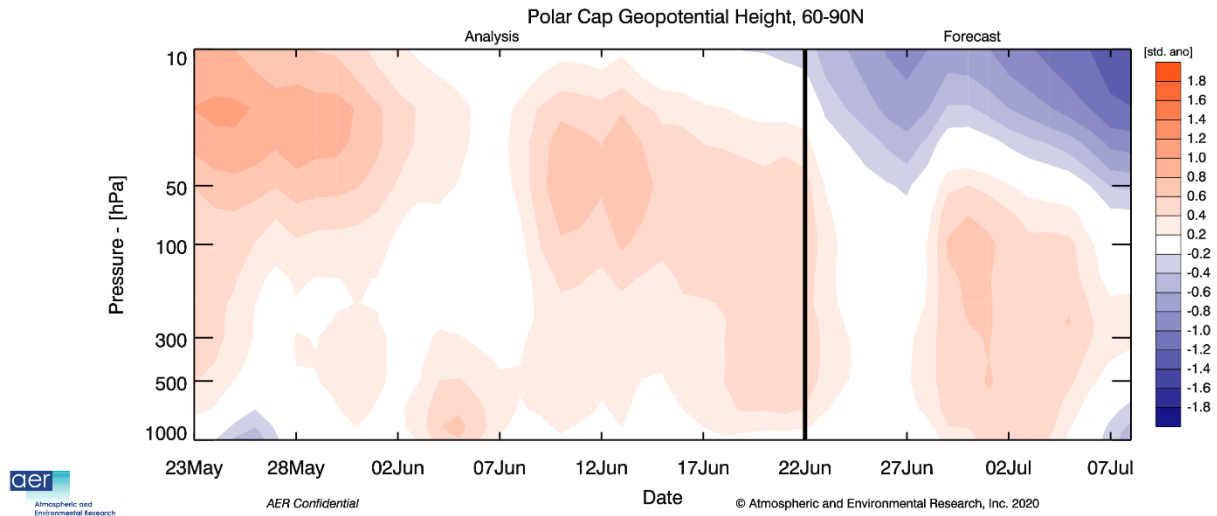 Polar Cap Geopotential Height, 60-90N
Analysis
Forecast
[std. ano]
10
50
100
300
500
1000
Pressure - [hPa]
1.8
1.6
1.4
1.2
1.0
0.8
0.6
0.4
0.2
-0.2
-0.4
-0.6
-0.8
-1.0
-1.2
-1.4
-1.6
-1.8
23May 28May 02Jun 07Jun 12Jun 17Jun 22Jun 27Jun 02Jul 07Jul
Date
aer
Atmospheric and
Environmental Research
AER Confidential
© Atmospheric and Environmental Research, Inc. 2020